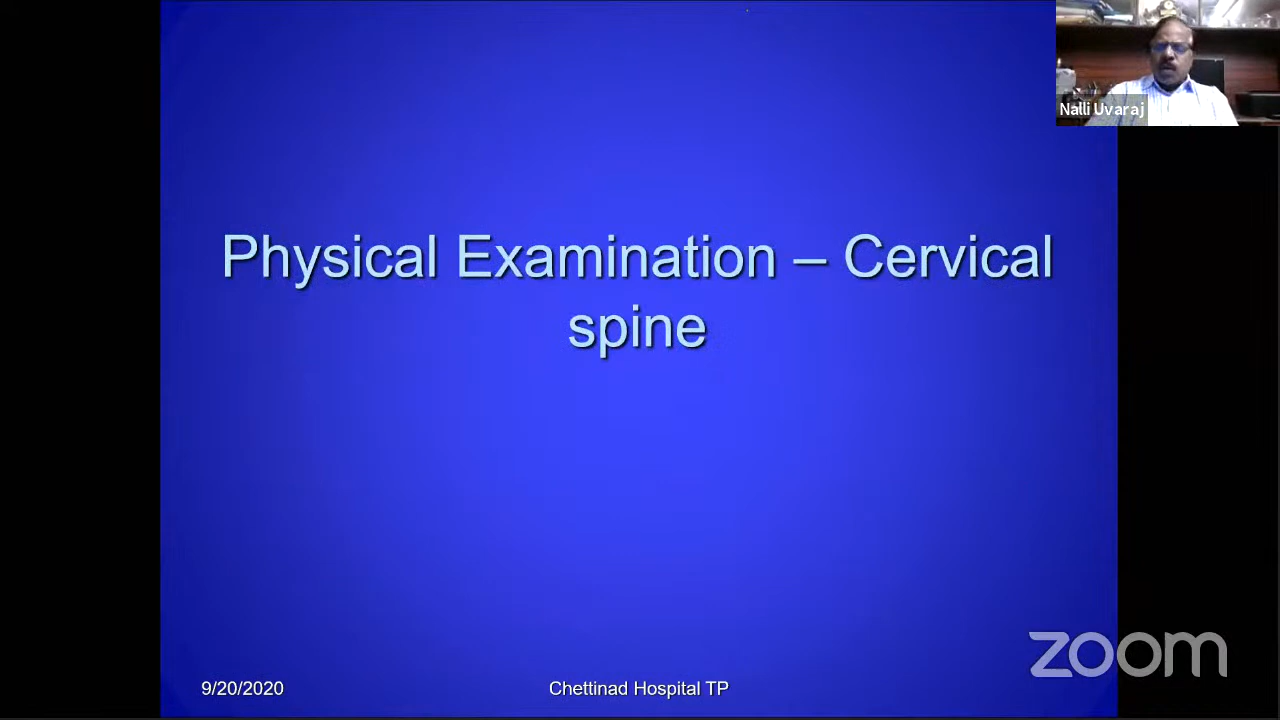 Nalli Uvaraj
Physical Examination – Cervical
spine
zoom
9/20/2020
Chettinad Hospital TP